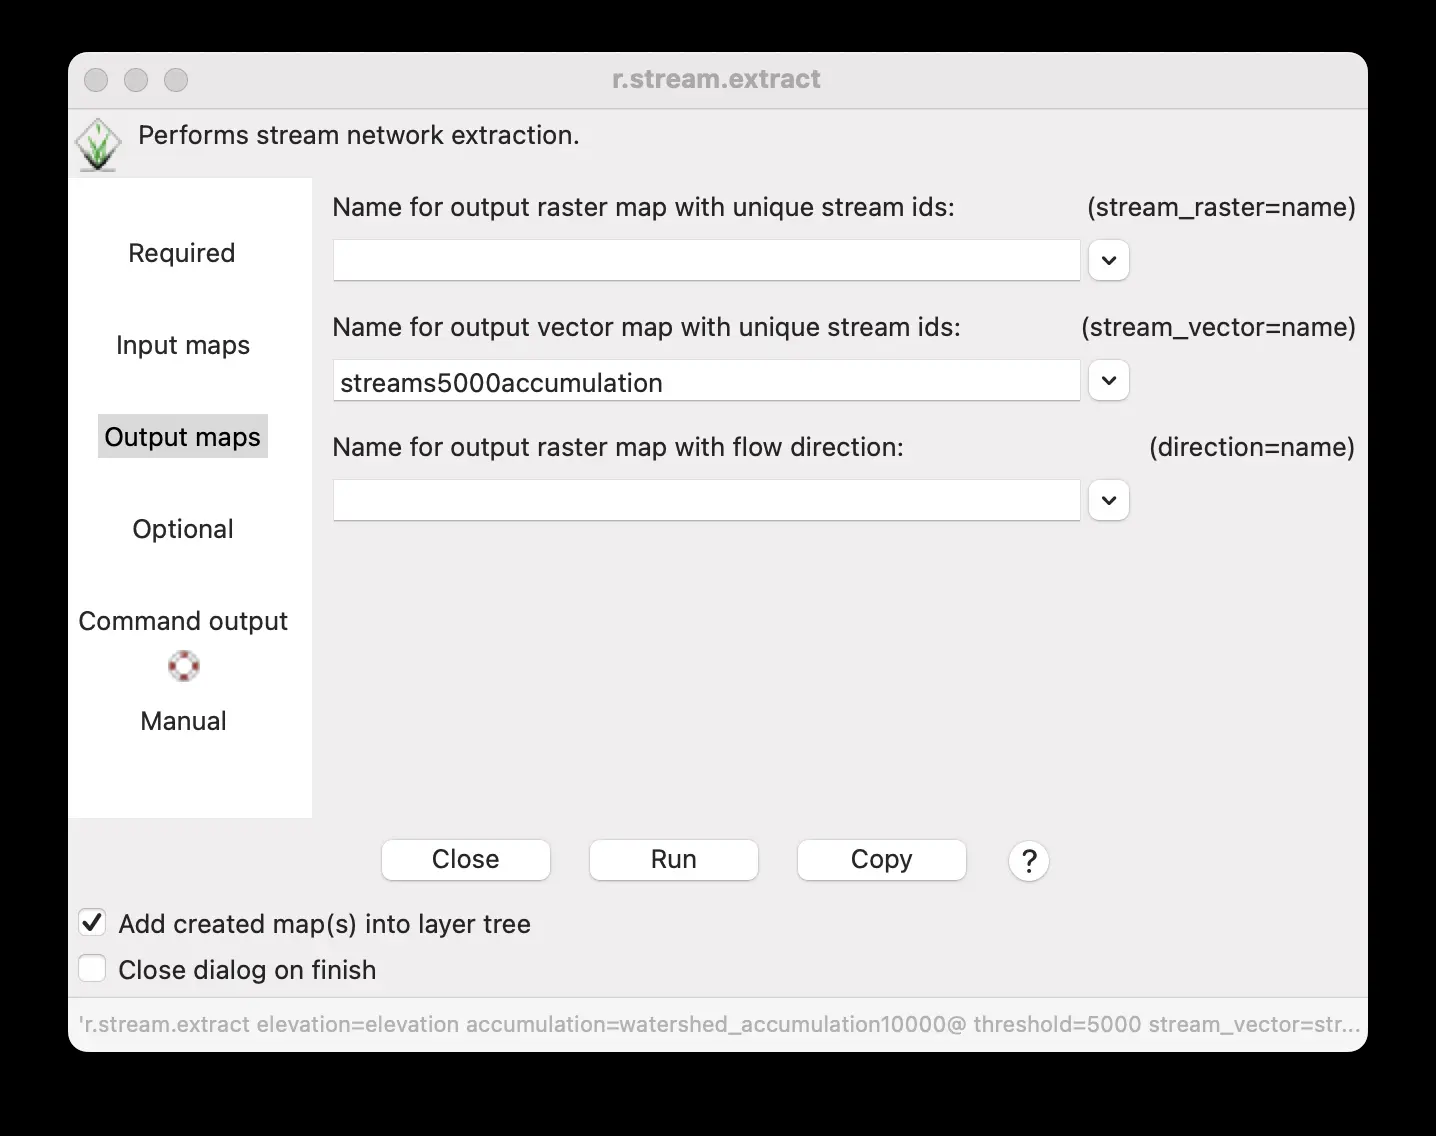 r.stream.extract
Performs stream network extraction.
Required
Input maps
Output maps
Optional
Command output
Manual
Name for output raster map with unique stream ids: (stream_raster=name)
Name for output vector map with unique stream ids: (stream_vector=name)
streams5000accumulation
Name for output raster map with flow direction: (direction=name)
Close Run Copy ?
Add created map(s) into layer tree
Close dialog on finish
'r.stream.extract elevation=elevation accumulation=watershed_accumulation10000@ threshold=5000 stream_vector=str...